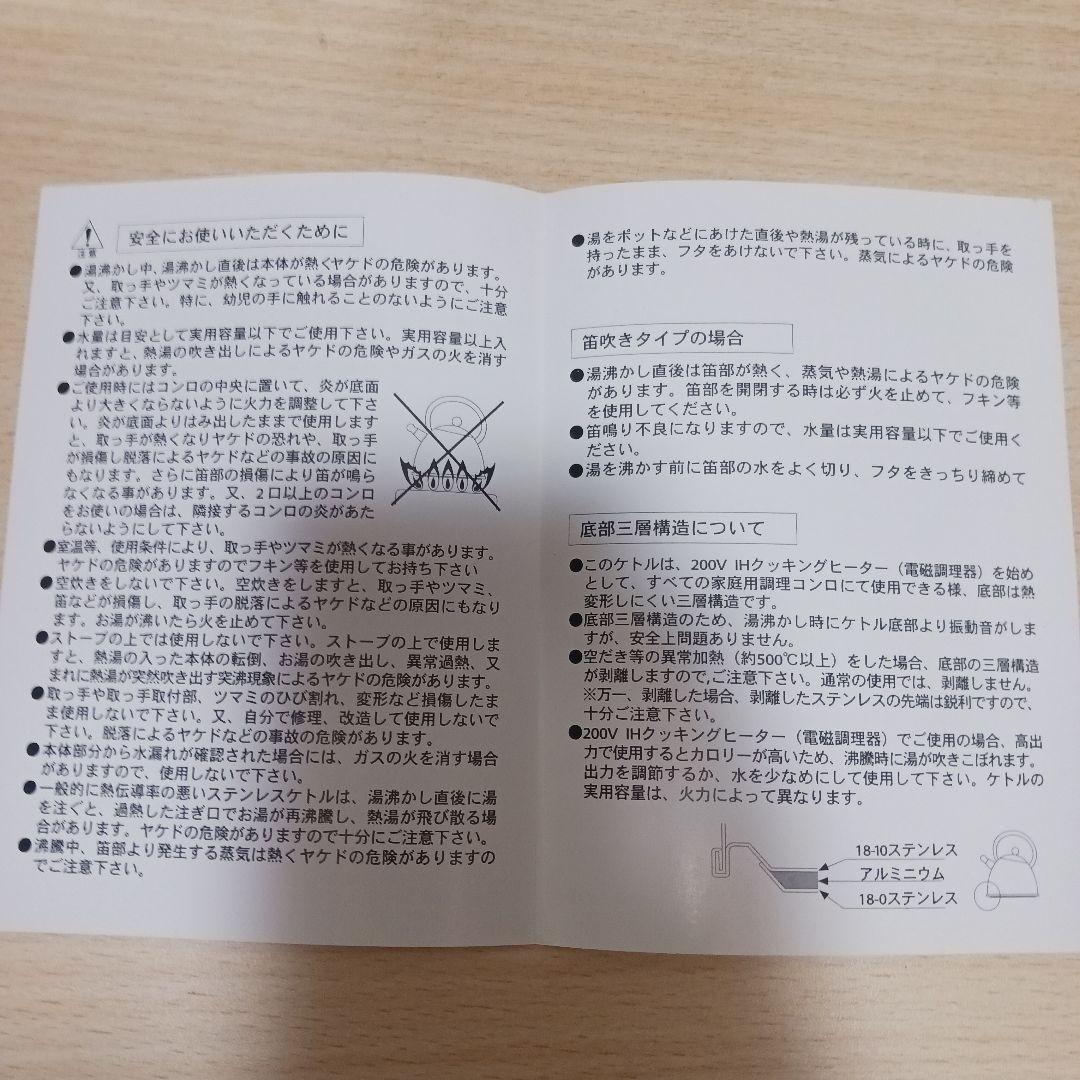 注意
安全にお使いいただくために
●湯沸かし中、湯沸かし直後は本体が熱くヤケドの危険があります。
又、取っ手やツマミが熱くなっている場合がありますので、十分
ご注意下さい。特に、幼児の手に触れることのないようにご注意
下さい。
●水量は目安として実用容量以下でご使用下さい。実用容量以上入
れますと、熱湯の吹き出しによるヤケドの危険やガスの火を消す
場合があります。
●ご使用時にはコンロの中央に置いて、炎が底面
より大きくならないように火力を調整して下さ
い。炎が底面よりはみ出したままで使用します
と、取っ手が熱くなりヤケドの恐れや、取っ手
が損傷し脱落によるヤケドなどの事故の原因に
もなります。さらに笛部の損傷により笛が鳴ら
なくなる事があります。又、2口以上のコンロ
をお使いの場合は、隣接するコンロの炎があた
らないようにして下さい。
●室温等、使用条件により、取っ手やツマミが熱くなる事があります。
ヤケドの危険がありますのでフキン等を使用してお持ち下さい
●空炊きをしないで下さい。空炊きをしますと、取っ手やツマミ、
笛などが損傷し、取っ手の脱落によるヤケドなどの原因にもなり
ます。お湯が沸いたら火を止めて下さい。
●ストーブの上では使用しないで下さい。ストーブの上で使用しま
すと、熱湯の入った本体の転倒、お湯の吹き出し、異常過熱、又
まれに熱湯が突然吹き出す突沸現象によるヤケドの危険があります。
●取っ手や取っ手取付部、ツマミのひび割れ、変形など損傷したま
ま使用しないで下さい。又、自分で修理、改造して使用しないで
下さい。脱落によるヤケドなどの事故の危険があります。
●本体部分から水漏れが確認された場合には、ガスの火を消す場合
がありますので、使用しないで下さい。
●一般的に熱伝導率の悪いステンレスケトルは、湯沸かし直後に湯
を注ぐと、過熱した注ぎ口でお湯が再沸騰し、熱湯が飛び散る場
合があります。ヤケドの危険がありますので十分にご注意下さい。
●沸騰中、笛部より発生する蒸気は熱くヤケドの危険がありますの
でご注意下さい。
●湯をポットなどにあけた直後や熱湯が残っている時に、取っ手を
持ったまま、フタをあけないで下さい。蒸気によるヤケドの危険
があります。
笛吹きタイプの場合
●湯沸かし直後は笛部が熱く、蒸気や熱湯によるヤケドの危険
があります。笛部を開閉する時は必ず火を止めて、フキン等
を使用してください。
●笛鳴り不良になりますので、水量は実用容量以下でご使用く
ださい。
●湯を沸かす前に笛部の水をよく切り、フタをきっちり締めて
底部三層構造について
●このケトルは、200V IHクッキングヒーター（電磁調理器）を始め
として、すべての家庭用調理コンロにて使用できる様、底部は熱
変形しにくい三層構造です。
●底部三層構造のため、湯沸かし時にケトル底部より振動音がしま
すが、安全上問題ありません。
●空だき等の異常加熱（約500℃以上）をした場合、底部の三層構造
が剥離しますので,ご注意下さい。通常の使用では、剥離しません。
※万一、剥離した場合、剥離したステンレスの先端は鋭利ですので、
十分ご注意下さい。
●200V IHクッキングヒーター（電磁調理器）でご使用の場合、高出
力で使用するとカロリーが高いため、沸騰時に湯が吹きこぼれます。
出力を調節するか、水を少なめにして使用して下さい。ケトルの
実用容量は、火力によって異なります。
18-10ステンレス
アルミニウム
18-0ステンレス